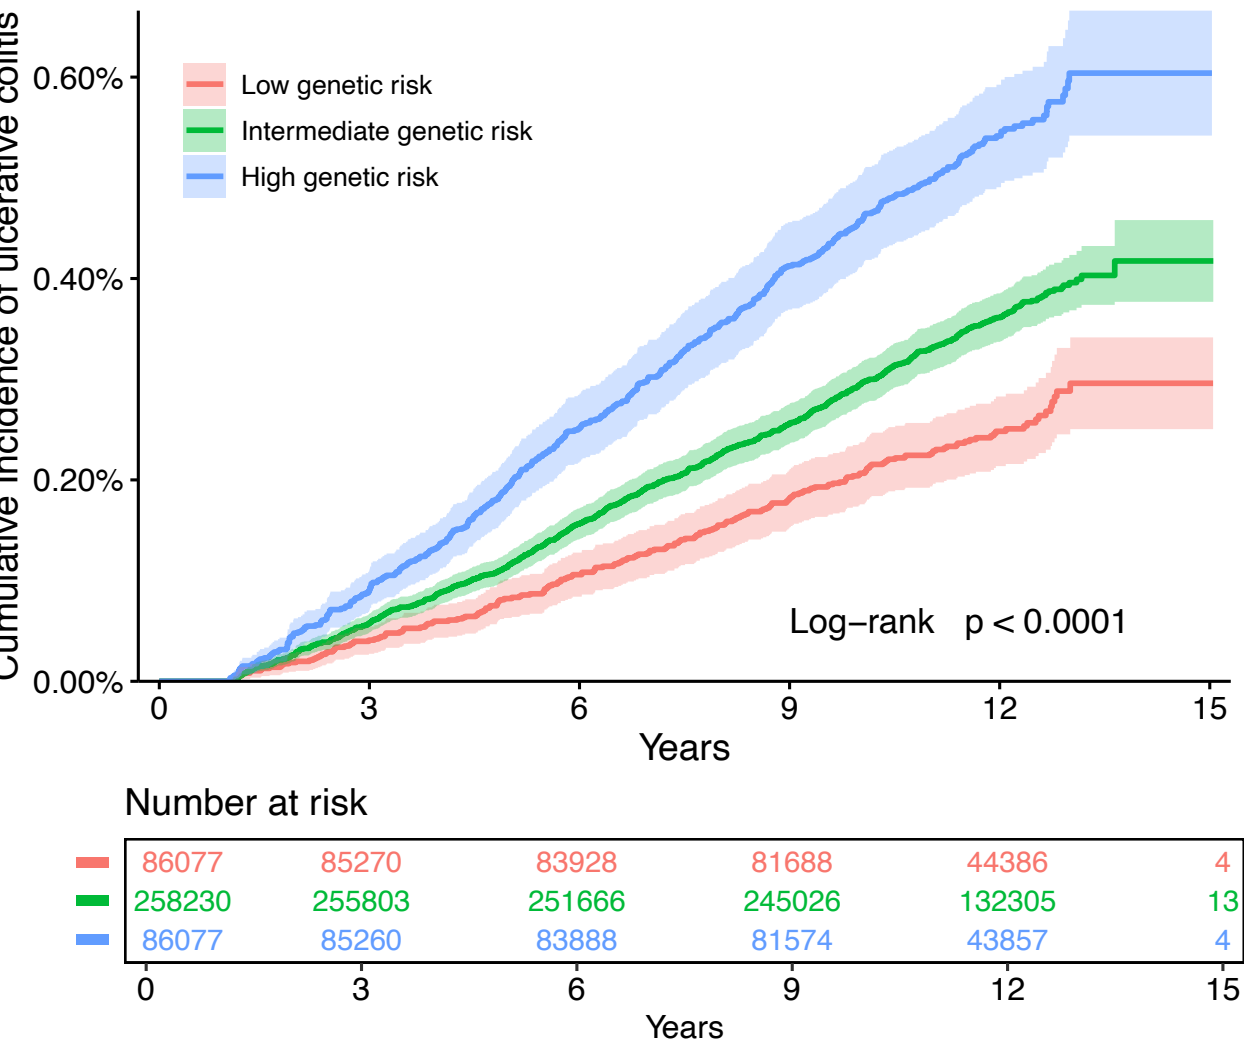 Cumulative incidence of ulcerative colitis
0.60%
0.40%
0.20%
0.00%
Low genetic risk
Intermediate genetic risk
High genetic risk
Log−rank p < 0.0001
0 3 6 9 12 15
Years
Number at risk
86077 85270 83928 81688 44386 4
258230 255803 251666 245026 132305 13
86077 85260 83888 81574 43857 4
0 3 6 9 12 15
Years